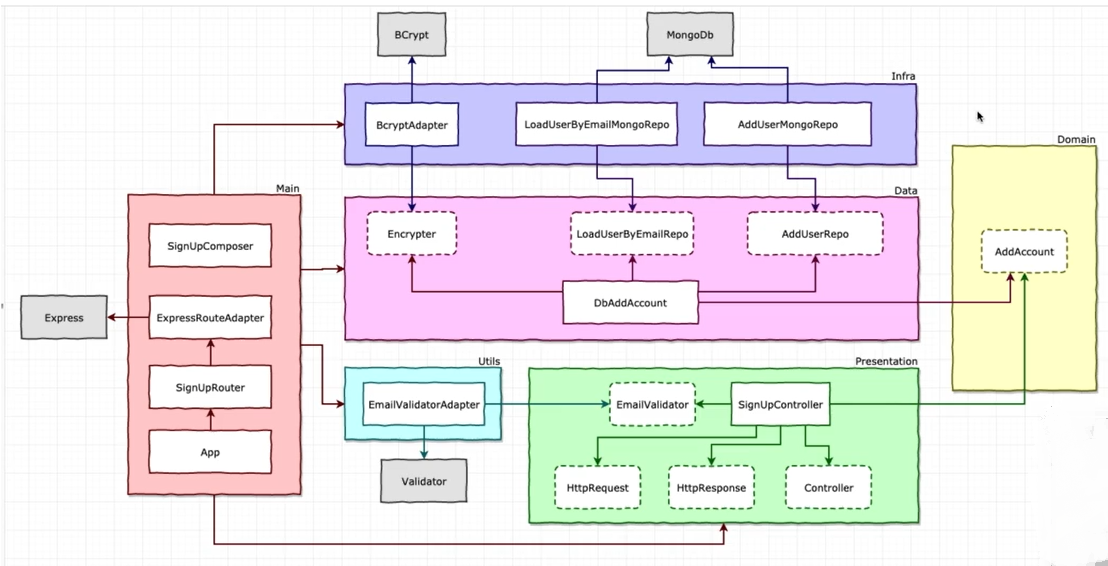 BCrypt
MongoDb
Infra
BcryptAdapter
LoadUserByEmailMongoRepo
AddUserMongoRepo
Domain
Main
Data
SignUpComposer
Encrypter
LoadUserByEmailRepo
AddUserRepo
AddAccount
Express
ExpressRouteAdapter
DbAddAccount
Utils
Presentation
SignUpRouter
EmailValidatorAdapter
EmailValidator
SignUpController
App
Validator
HttpRequest
HttpResponse
Controller